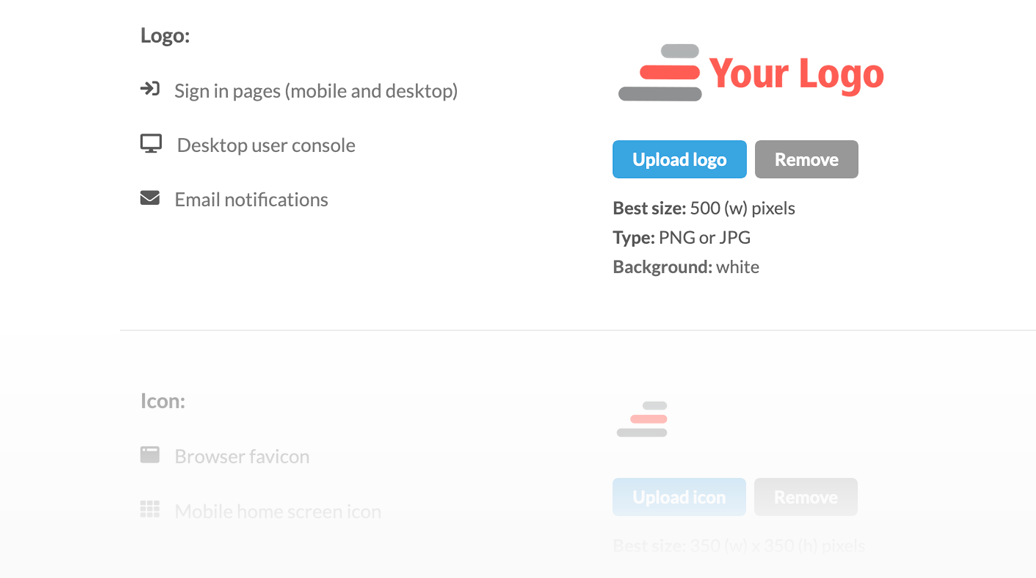 Logo:
Sign in pages (mobile and desktop)
Desktop user console
Email notifications
Your Logo
Upload logo
Remove
Best size: 500 (w) pixels
Type: PNG or JPG
Background: white
Icon:
Browser favicon
Mobile home screen icon
Upload icon
Remove
Best size: 350 (w) x 350 (h) pixels